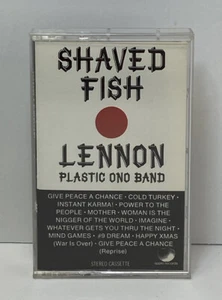 SHAVED
FISH
LENNON
PLASTIC ONO BAND
GIVE PEACE A CHANCE · COLD TURKEY ·
INSTANT KARMA! · POWER TO THE
PEOPLE · MOTHER · WOMAN IS THE
NIGGER OF THE WORLD · IMAGINE ·
WHATEVER GETS YOU THRU THE NIGHT ·
MIND GAMES · #9 DREAM · HAPPY XMAS
(War Is Over) · GIVE PEACE A CHANCE
(Reprise)
STEREO CASSETTE